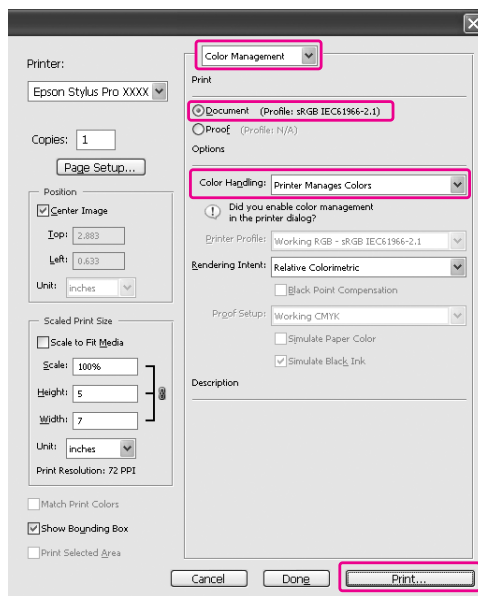 Printer:
Epson Stylus Pro XXXX
Copies: 1
Page Setup...
Position
Center Image
Top: 2.883
Left: 0.633
Unit: inches
Scaled Print Size
Scale to Fit Media
Scale: 100%
Height: 5
Width: 7
Unit: inches
Print Resolution: 72 PPI
Match Print Colors
Show Bounding Box
Print Selected Area
Color Management
Print
Document (Profile: sRGB IEC61966-2.1)
Proof (Profile: N/A)
Options
Color Handling: Printer Manages Colors
Did you enable color management
in the printer dialog?
Printer Profile: Working RGB - sRGB IEC61966-2.1
Rendering Intent: Relative Colorimetric
Black Point Compensation
Proof Setup: Working CMYK
Simulate Paper Color
Simulate Black Ink
Description
Cancel
Done
Print...